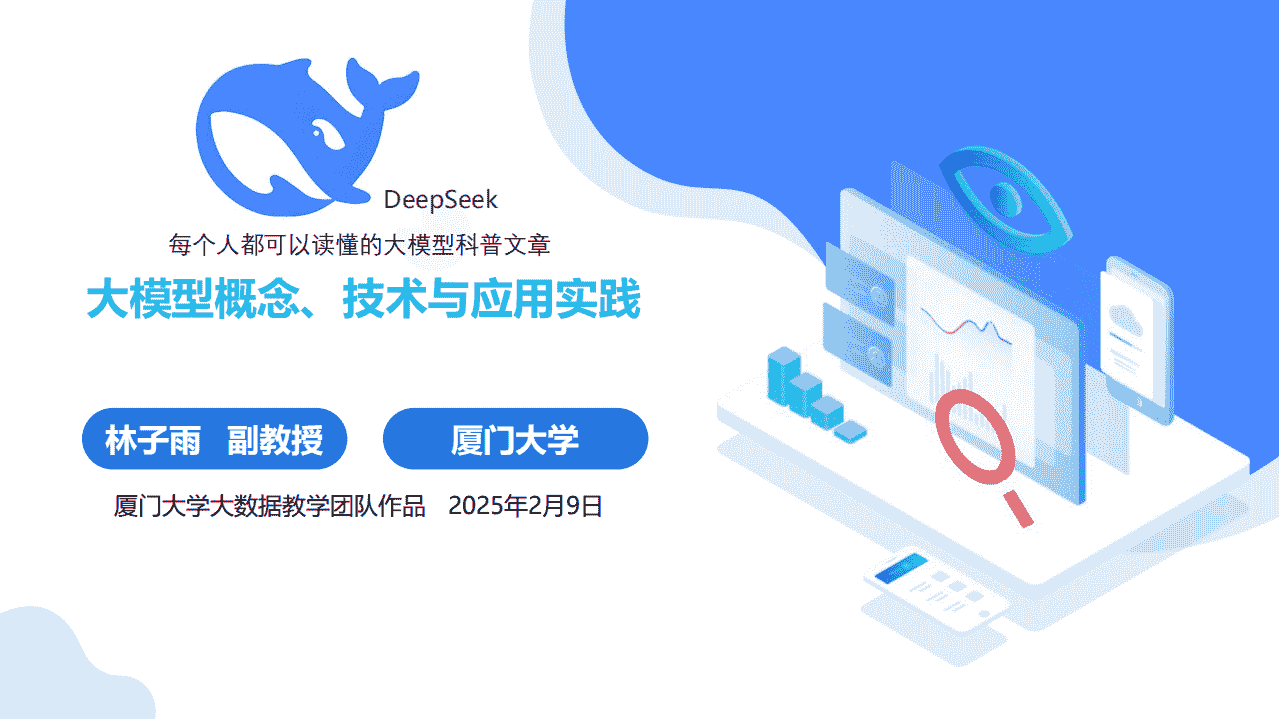 DeepSeek
每个人都可以读懂的大模型科普文章
大模型概念、技术与应用实践
林子雨 副教授
厦门大学
厦门大学大数据教学团队作品 2025年2月9日